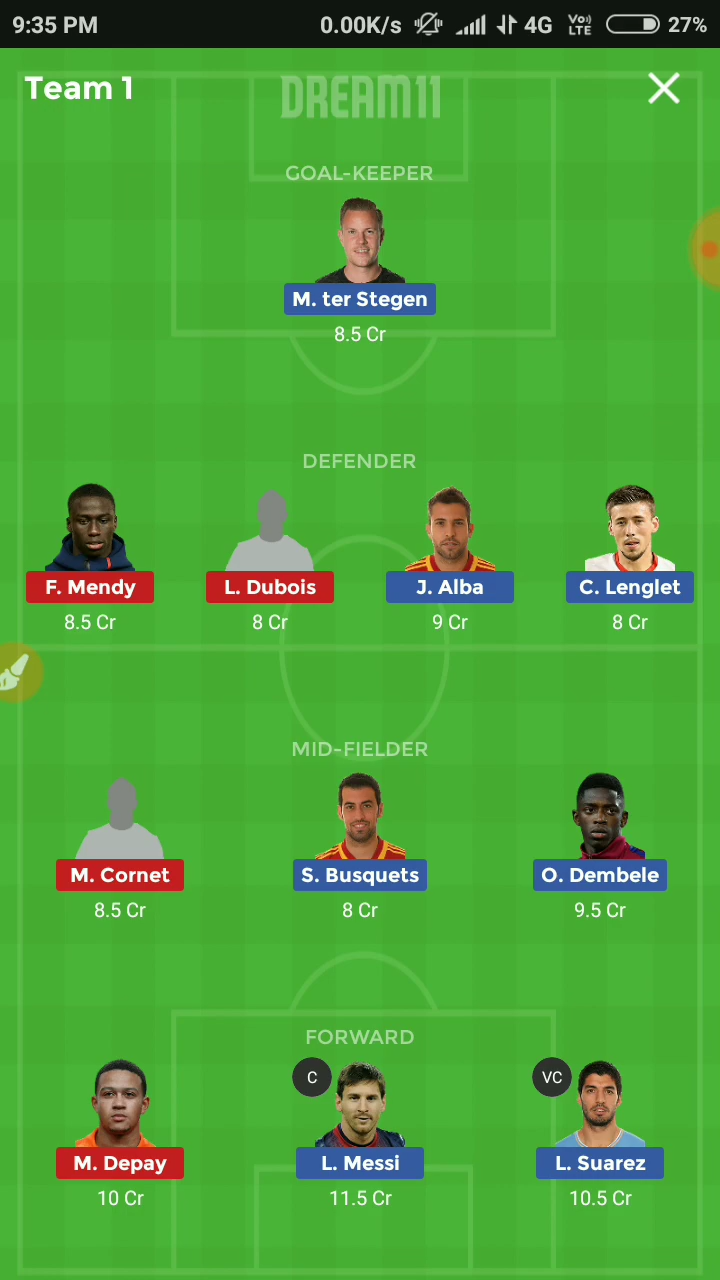 9:35 PM 0.00K/s 4G Vo) LTE 27%
Team 1
DREAM11
GOAL-KEEPER
M. ter Stegen
8.5 Cr
DEFENDER
F. Mendy L. Dubois J. Alba C. Lenglet
8.5 Cr 8 Cr 9 Cr 8 Cr
MID-FIELDER
M. Cornet S. Busquets O. Dembele
8.5 Cr 8 Cr 9.5 Cr
FORWARD
C VC
M. Depay L. Messi L. Suarez
10 Cr 11.5 Cr 10.5 Cr